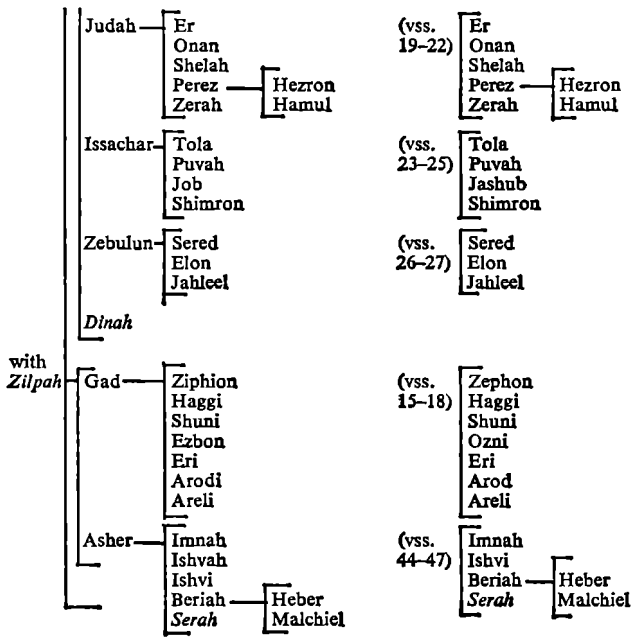 Judah Er (vss. Er
Onan 19–22) Onan
Shelah Shelah
Perez Hezron Perez Hezron
Zerah Hamul Zerah Hamul
Issachar Tola (vss. Tola
Puvah 23–25) Puvah
Job Jashub
Shimron Shimron
Zebulun Sered (vss. Sered
Elon 26–27) Elon
Jahleel Jahleel
Dinah
with
Zilpah Gad Ziphion (vss. Zephon
Haggi 15–18) Haggi
Shuni Shuni
Ezbon Ozni
Eri Eri
Arodi Arod
Areli Areli
Asher Imnah (vss. Imnah
Ishvah 44–47) Ishvi
Ishvi Beriah Heber
Beriah Heber Serah Malchiel
Serah Malchiel